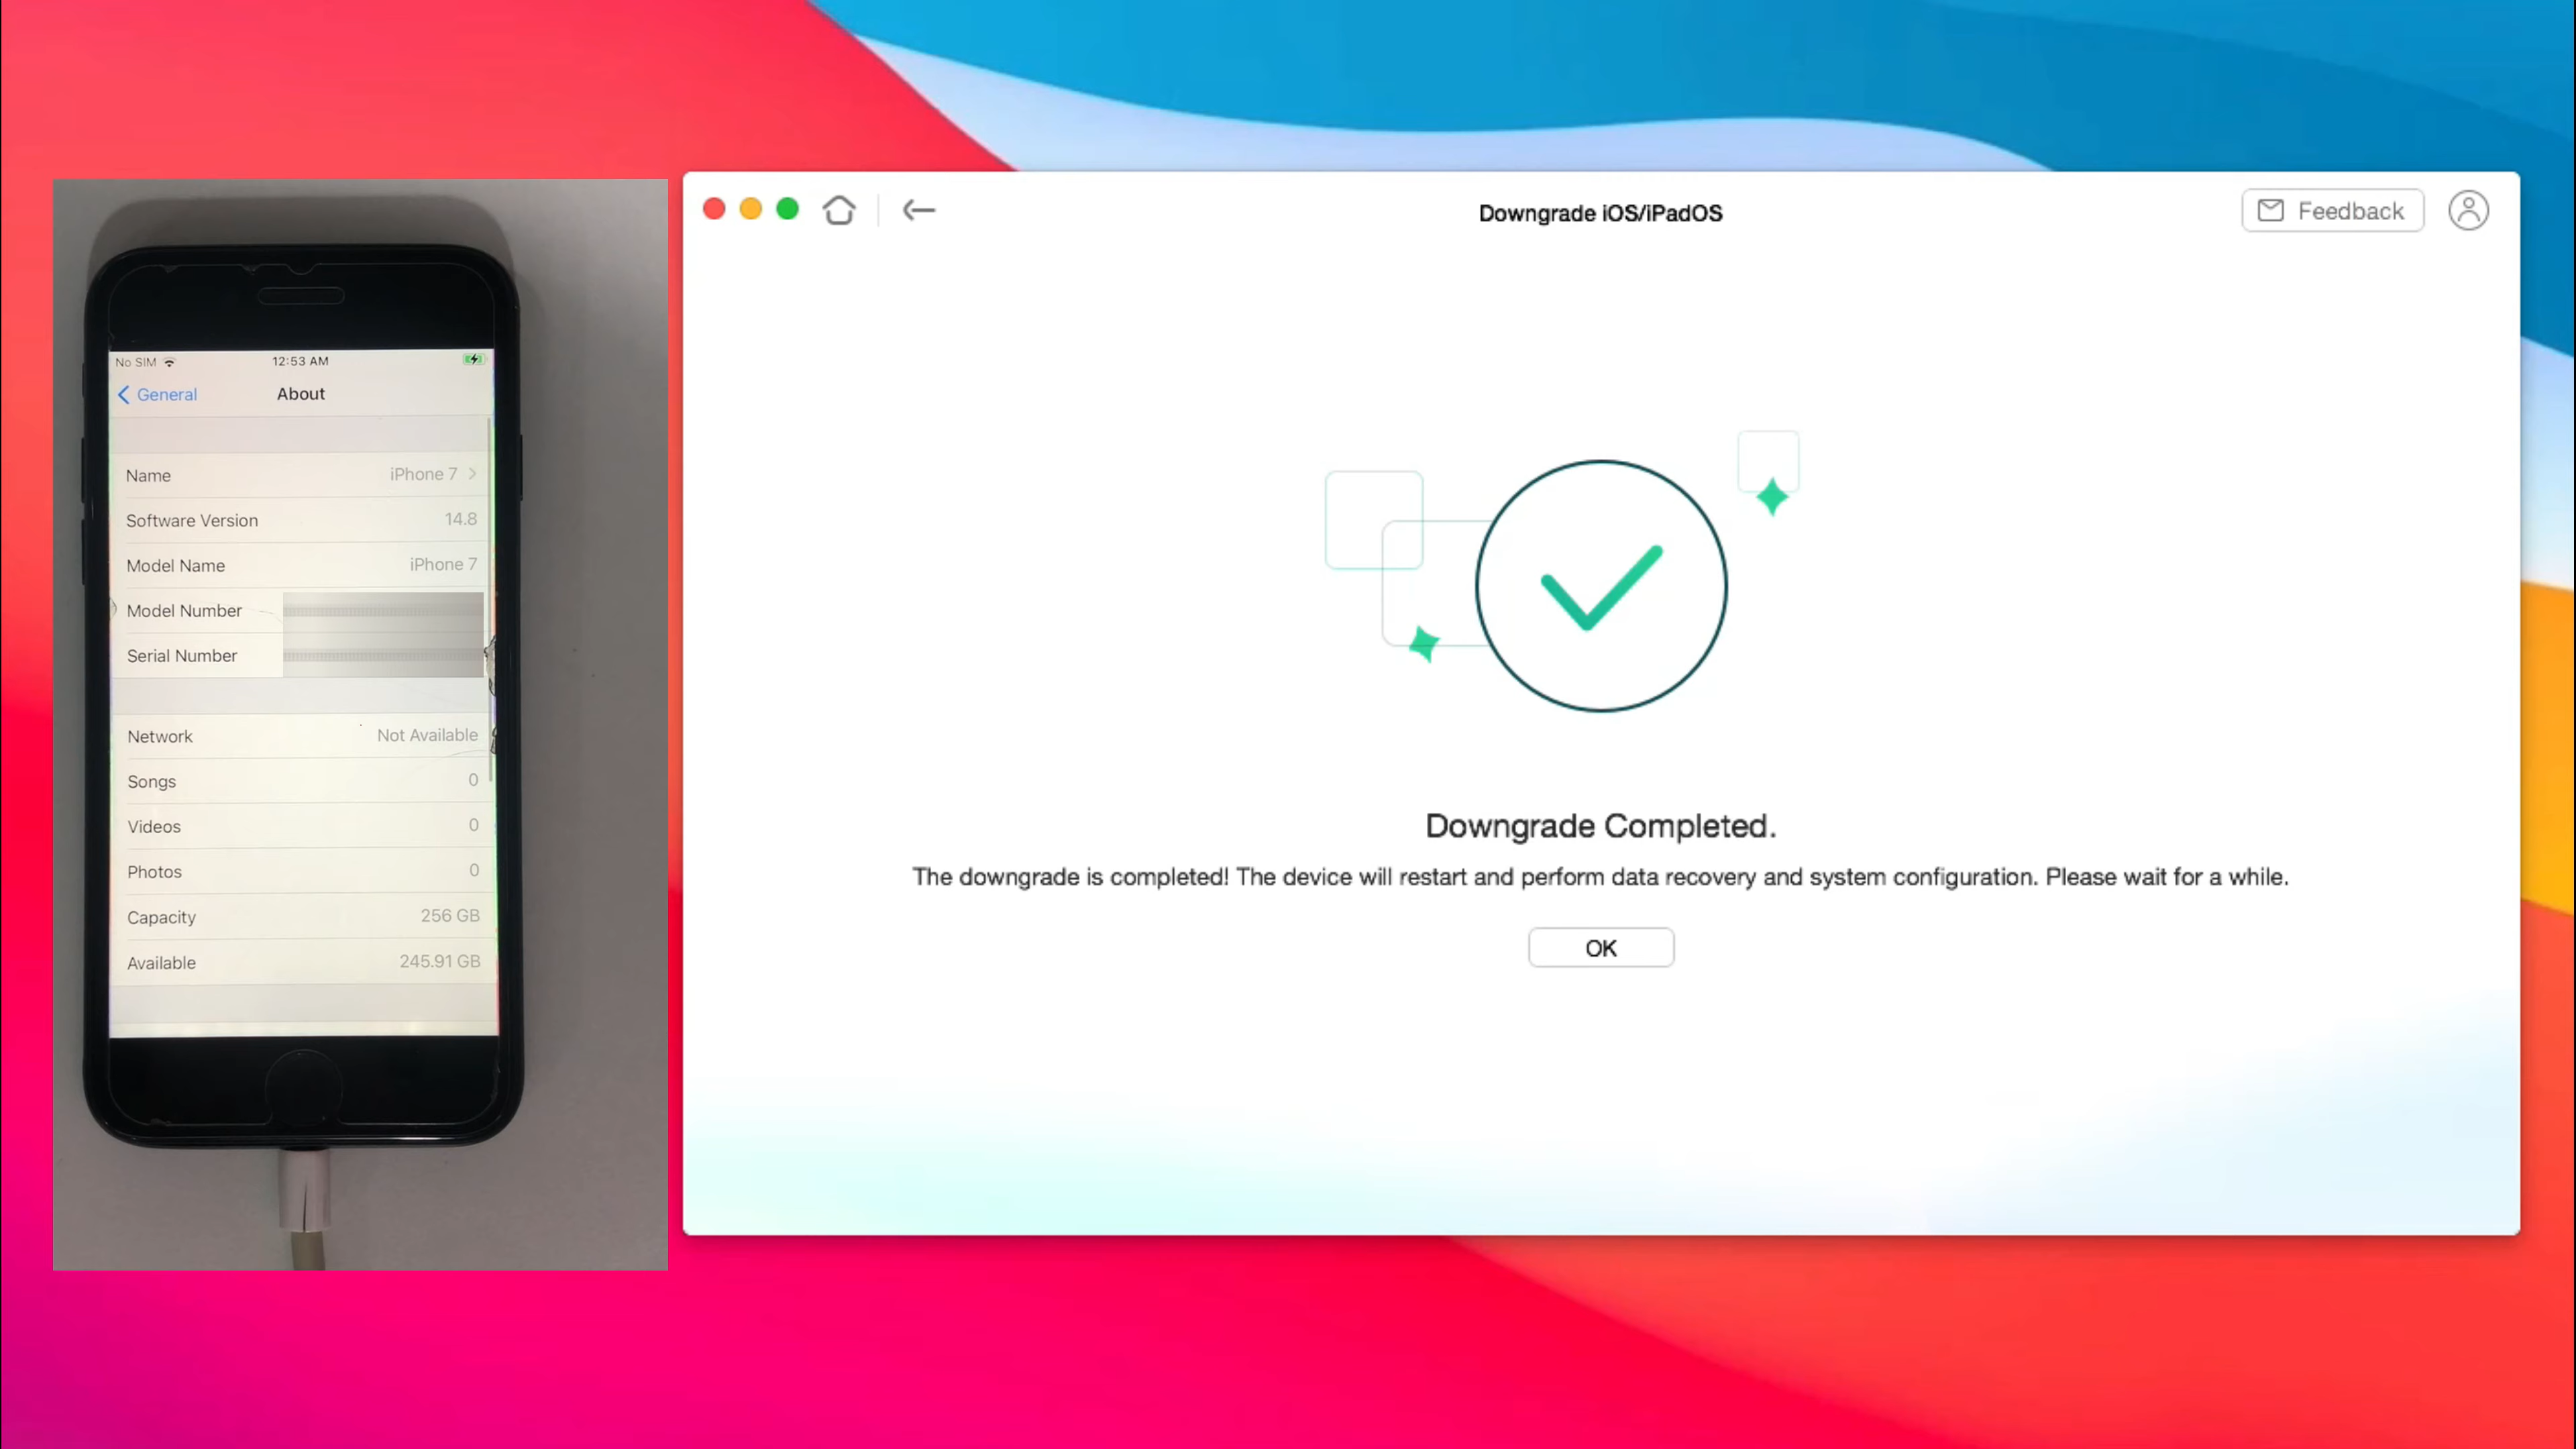 No SIM
12:53 AM
General
About
Name
iPhone 7
Software Version
14.8
Model Name
iPhone 7
Model Number
Serial Number
Network
Not Available
Songs
0
Videos
0
Photos
0
Capacity
256 GB
Available
245.91 GB
Downgrade iOS/iPadOS
Feedback
Downgrade Completed.
The downgrade is completed! The device will restart and perform data recovery and system configuration. Please wait for a while.
OK